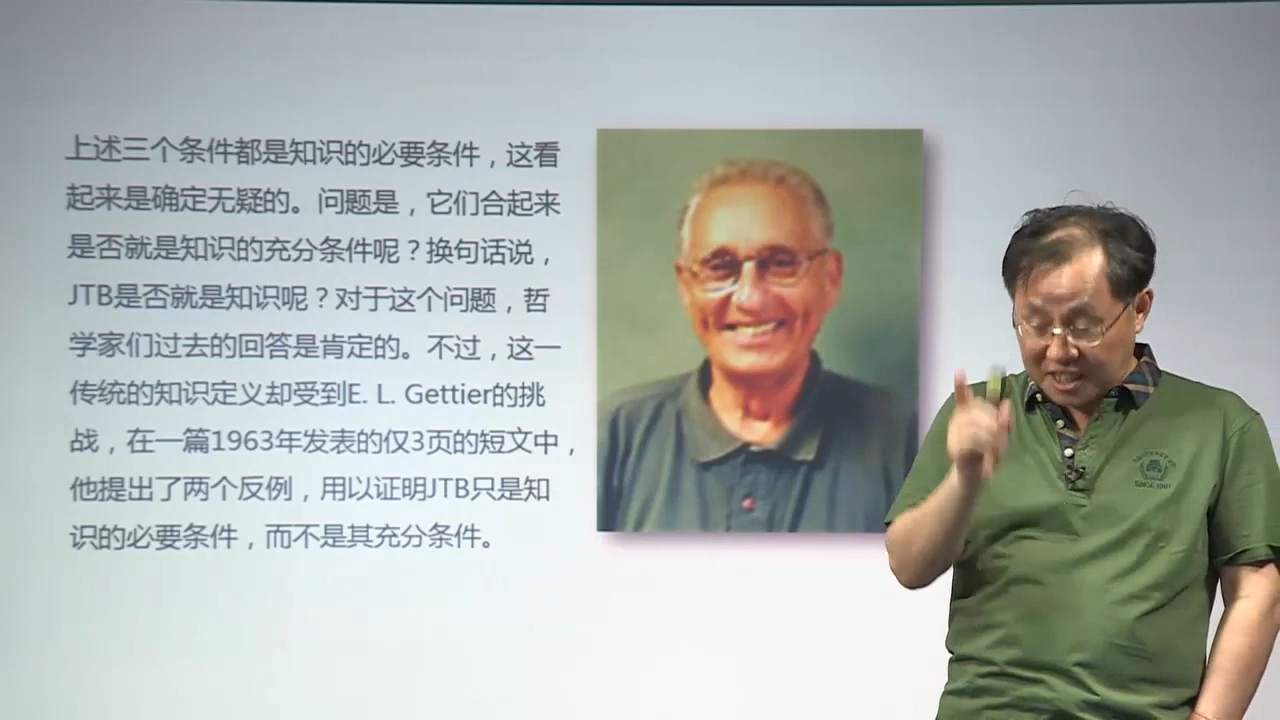 上述三个条件都是知识的必要条件，这看
起来是确定无疑的。问题是，它们合起来
是否就是知识的充分条件呢？换句话说，
JTB是否就是知识呢？对于这个问题，哲
学家们过去的回答是肯定的。不过，这一
传统的知识定义却受到E. L. Gettier的挑
战，在一篇1963年发表的仅3页的短文中，
他提出了两个反例，用以证明JTB只是知
识的必要条件，而不是其充分条件。